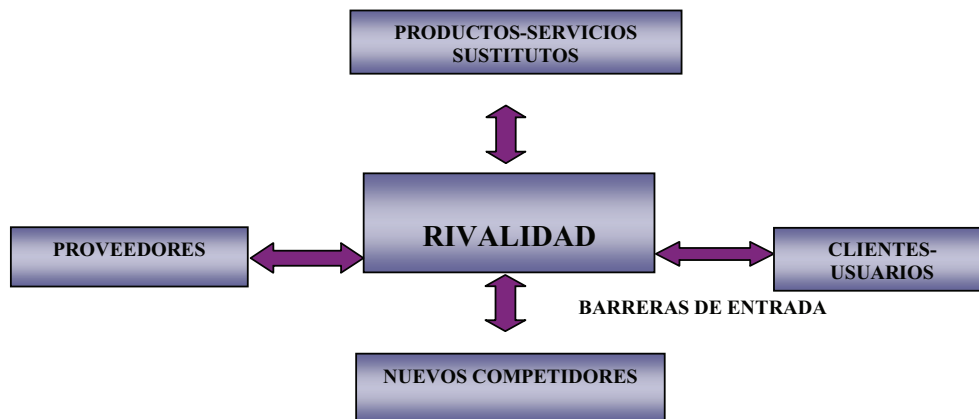 PRODUCTOS-SERVICIOS
SUSTITUTOS
RIVALIDAD
PROVEEDORES
CLIENTES-
USUARIOS
BARRERAS DE ENTRADA
NUEVOS COMPETIDORES